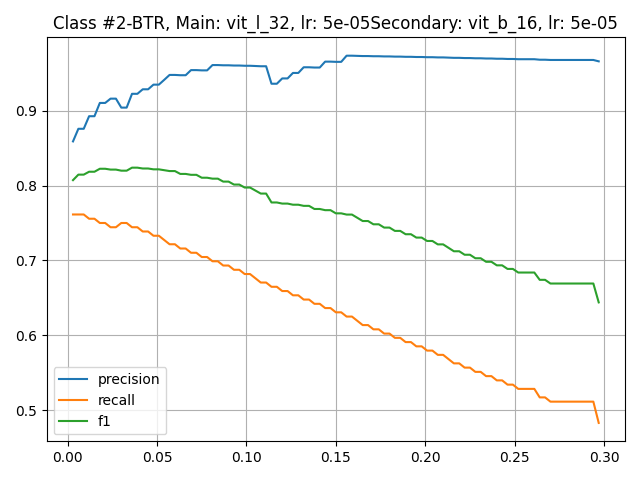 Class #2-BTR, Main: vit_l_32, lr: 5e-05Secondary: vit_b_16, lr: 5e-05
0.9
0.8
0.7
0.6
0.5
precision
recall
f1
0.00 0.05 0.10 0.15 0.20 0.25 0.30